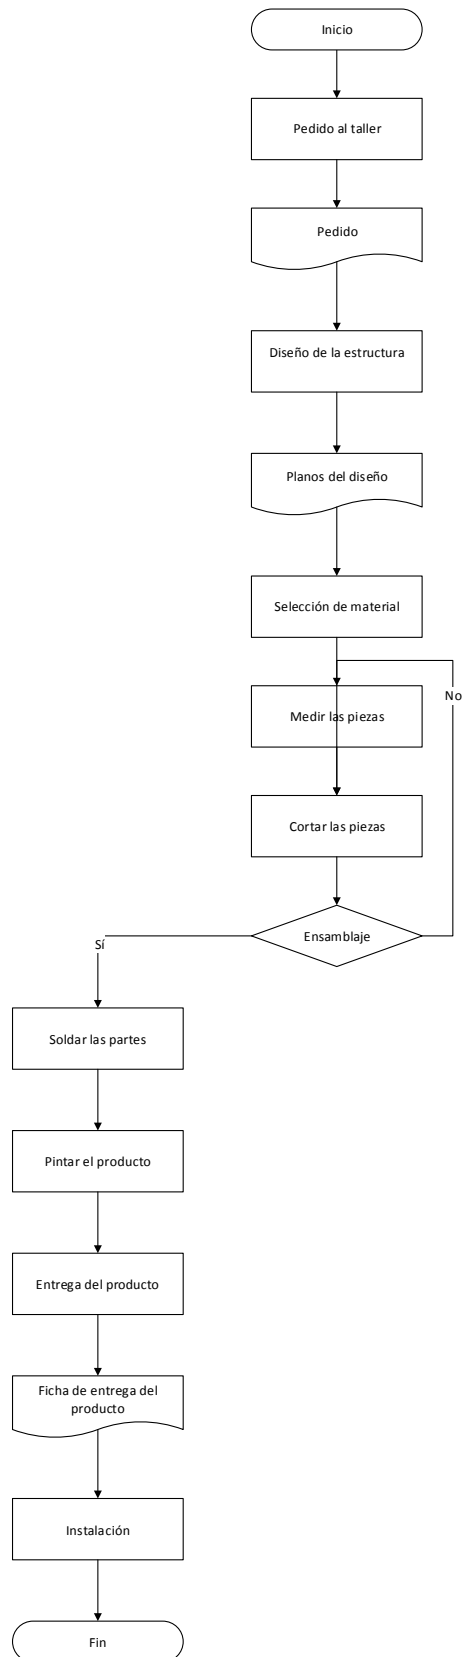 Inicio
Pedido al taller
Pedido
Diseño de la estructura
Planos del diseño
Selección de material
No
Medir las piezas
Cortar las piezas
Ensamblaje
Sí
Soldar las partes
Pintar el producto
Entrega del producto
Ficha de entrega del
producto
Instalación
Fin